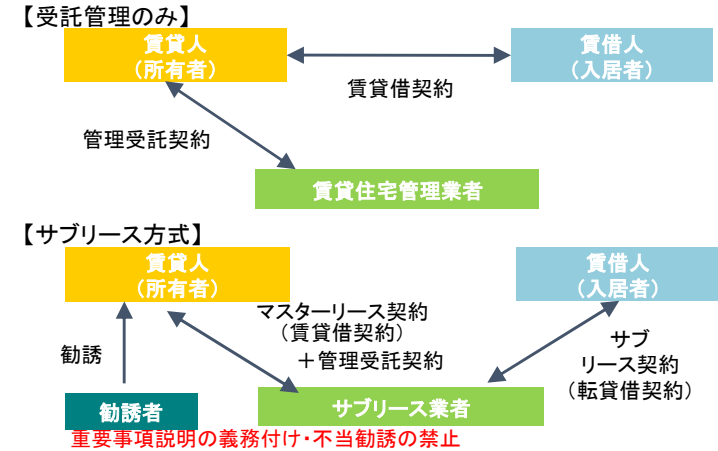 【受託管理のみ】
賃貸人
（所有者）
賃借人
（入居者）
賃貸借契約
管理受託契約
賃貸住宅管理業者
【サブリース方式】
賃貸人
（所有者）
賃借人
（入居者）
マスターリース契約
（賃貸借契約）
＋管理受託契約
サブ
リース契約
（転貸借契約）
勧誘
勧誘者
サブリース業者
重要事項説明の義務付け・不当勧誘の禁止